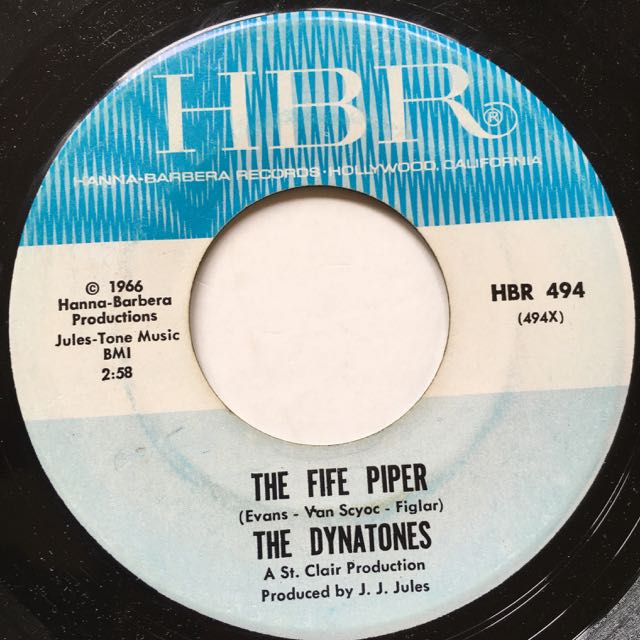 HBR®
HANNA-BARBERA RECORDS · HOLLYWOOD, CALIFORNIA
© 1966
Hanna-Barbera
Productions
Jules-Tone Music
BMI
2:58
HBR 494
(494X)
THE FIFE PIPER
(Evans - Van Scyoc - Figlar)
THE DYNATONES
A St. Clair Production
Produced by J. J. Jules